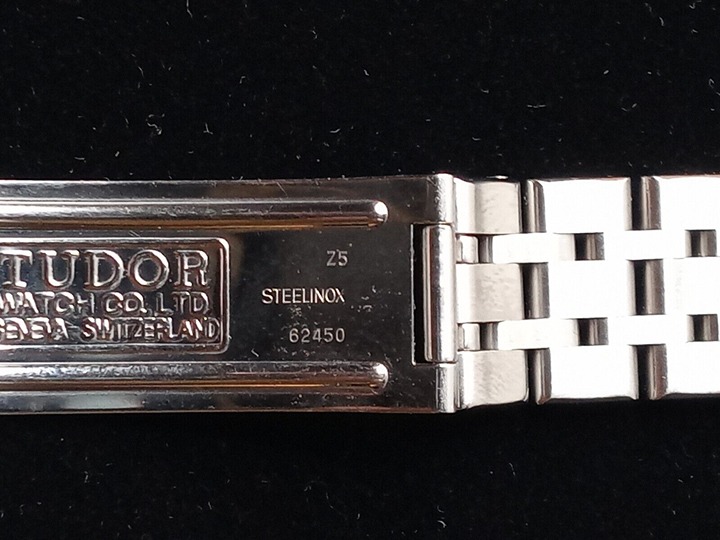 TUDOR
WATCH CO. LTD
GENEVA-SWITZERLAND
Z5
STEELINOX
62450